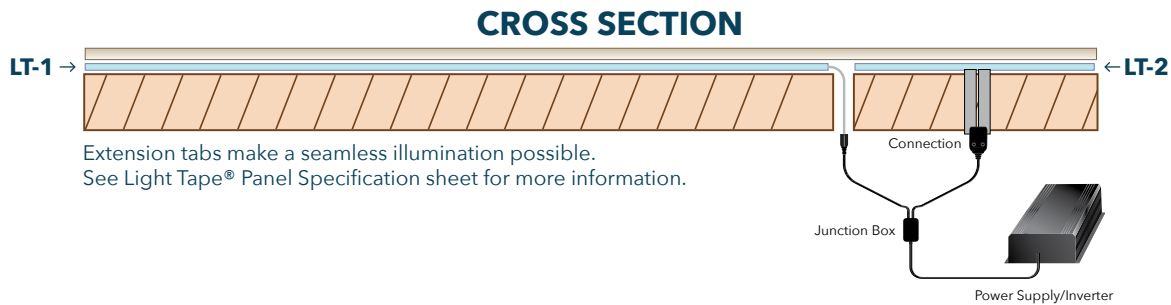 CROSS SECTION
LT-1 →
← LT-2
Connection
Extension tabs make a seamless illumination possible.
See Light Tape® Panel Specification sheet for more information.
Junction Box
Power Supply/Inverter